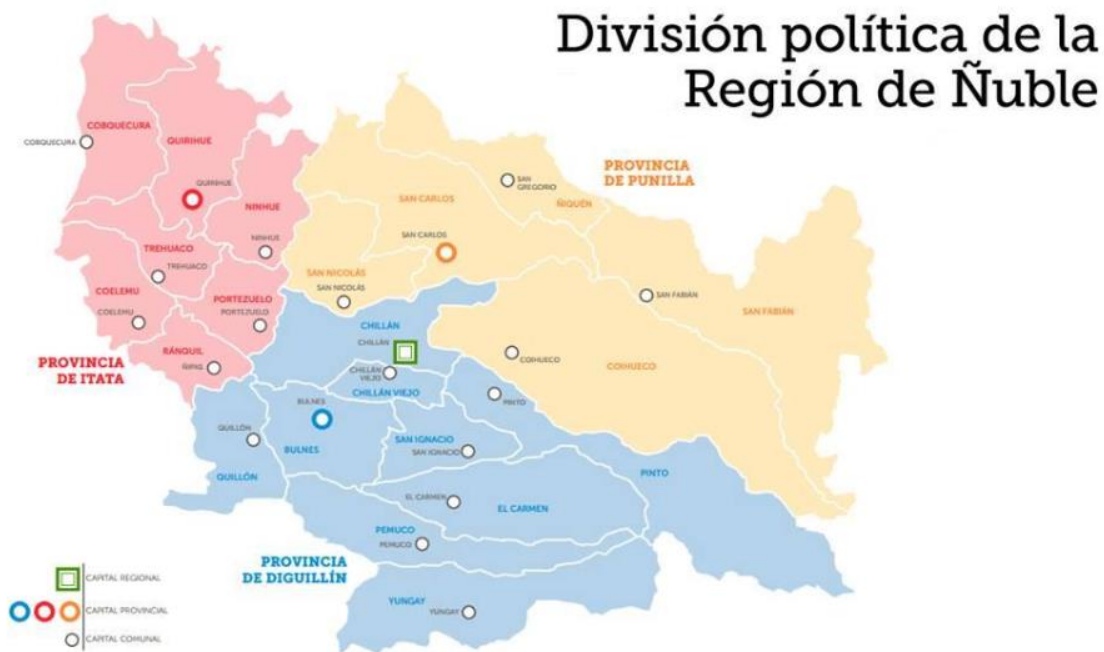 División política de la
Región de Ñuble
COBQUECURA
COBQUECURA
QUIRIHUE
QUIRIHUE
NINHUE
NINHUE
TREHUACO
TREHUACO
COELEMU
COELEMU
PORTEZUELO
PORTEZUELO
RÁNQUIL
ÑIPAS
PROVINCIA
DE ITATA
PROVINCIA
DE PUNILLA
SAN
GREGORIO
ÑIQUÉN
SAN CARLOS
SAN CARLOS
SAN NICOLÁS
SAN NICOLÁS
SAN FABIÁN
SAN FABIÁN
COIHUECO
COIHUECO
CHILLÁN
CHILLÁN
CHILLÁN
VIEJO
CHILLÁN VIEJO
PINTO
PINTO
BULNES
BULNES
QUILLÓN
QUILLÓN
SAN IGNACIO
SAN IGNACIO
EL CARMEN
EL CARMEN
PEMUCO
PEMUCO
PROVINCIA
DE DIGUILLÍN
YUNGAY
YUNGAY
CAPITAL REGIONAL
CAPITAL PROVINCIAL
CAPITAL COMUNAL